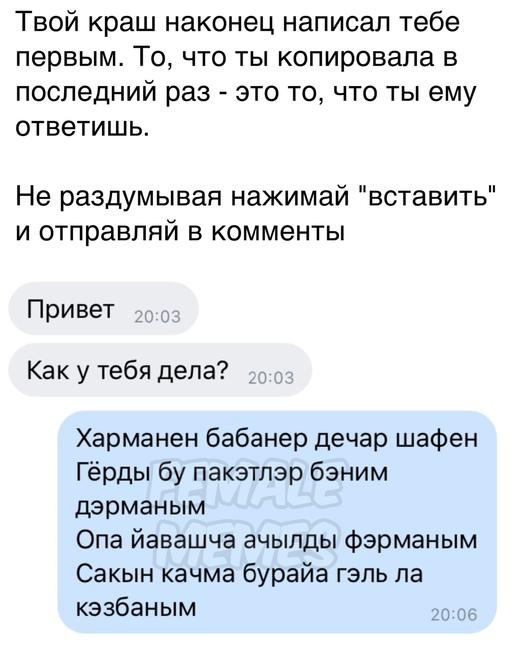 Твой краш наконец написал тебе
первым. То, что ты копировала в
последний раз - это то, что ты ему
ответишь.
Не раздумывая нажимай "вставить"
и отправляй в комменты
Привет 20:03
Как у тебя дела? 20:03
Харманен бабанер дечар шафен
Гёрды бу пакэтлэр бэним
дэрманым
Опа йавашча ачылды фэрманым
Сакын качма бурайа гэль ла
кэзбаным 20:06
FEMALE
MEMES